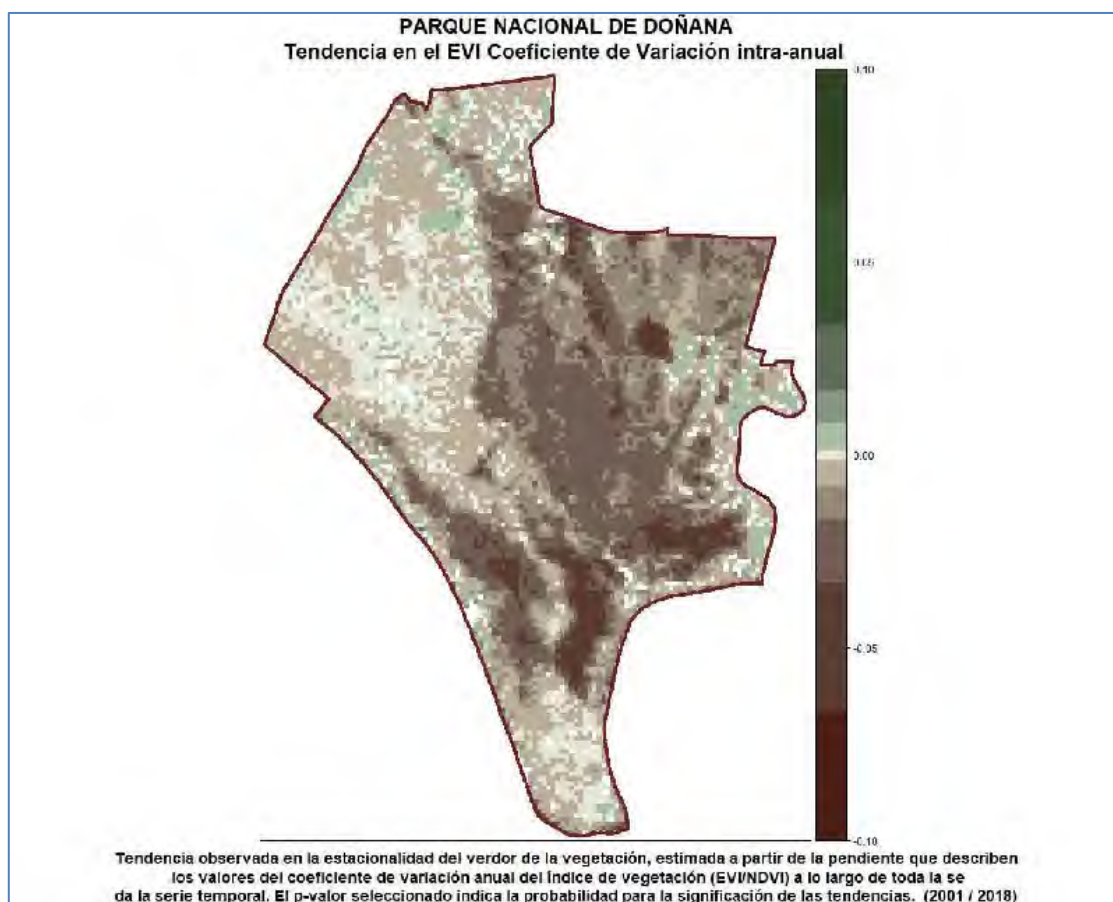 PARQUE NACIONAL DE DOÑANA
Tendencia en el EVI Coeficiente de Variación intra-anual
0.10
0.05
0.00
-0.05
-0.10
Tendencia observada en la estacionalidad del verdor de la vegetación, estimada a partir de la pendiente que describen
los valores del coeficiente de variación anual del índice de vegetación (EVI/NDVI) a lo largo de toda la se
da la serie temporal. El p-valor seleccionado indica la probabilidad para la significación de las tendencias. (2001 / 2018)